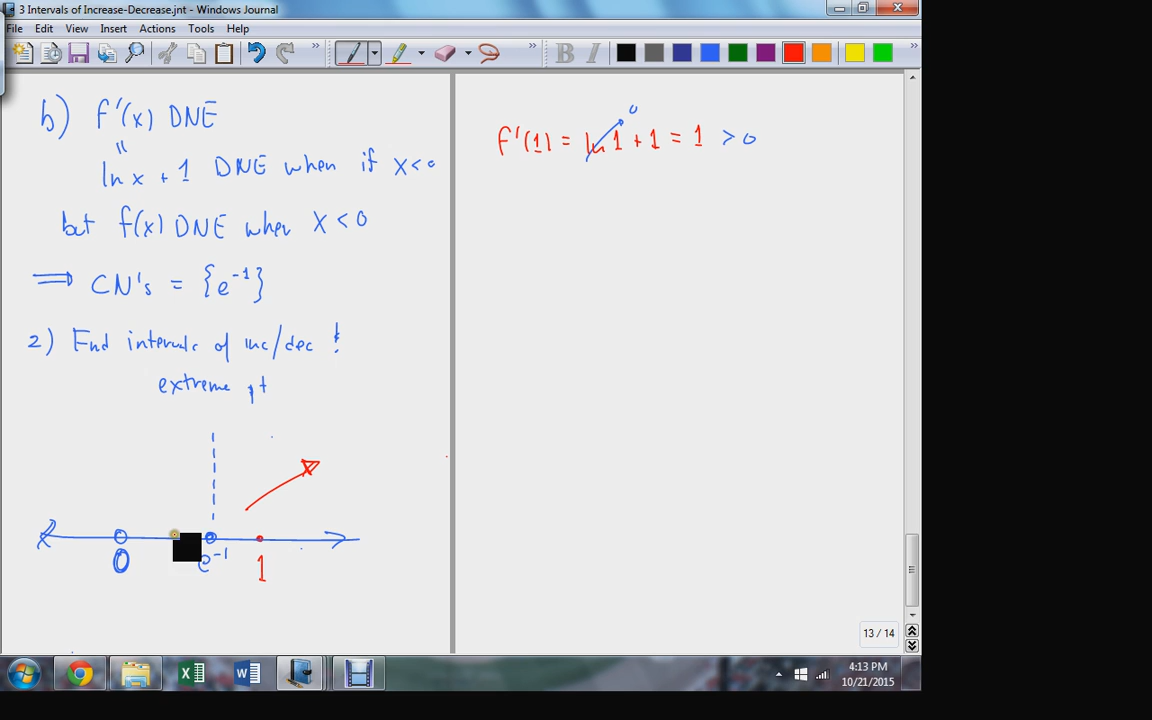 3 Intervals of Increase-Decrease.jnt - Windows Journal
File Edit View Insert Actions Tools Help
b) f'(x) DNE
"
ln x + 1 DNE when if x<0
but f(x) DNE when x < 0
⟹ CN's = {e⁻¹}
2) Find intervals of inc/dec &
extreme pt
0 e⁻¹ 1
0
f'(1) = ln 1 + 1 = 1 > 0
13 / 14
4:13 PM
10/21/2015